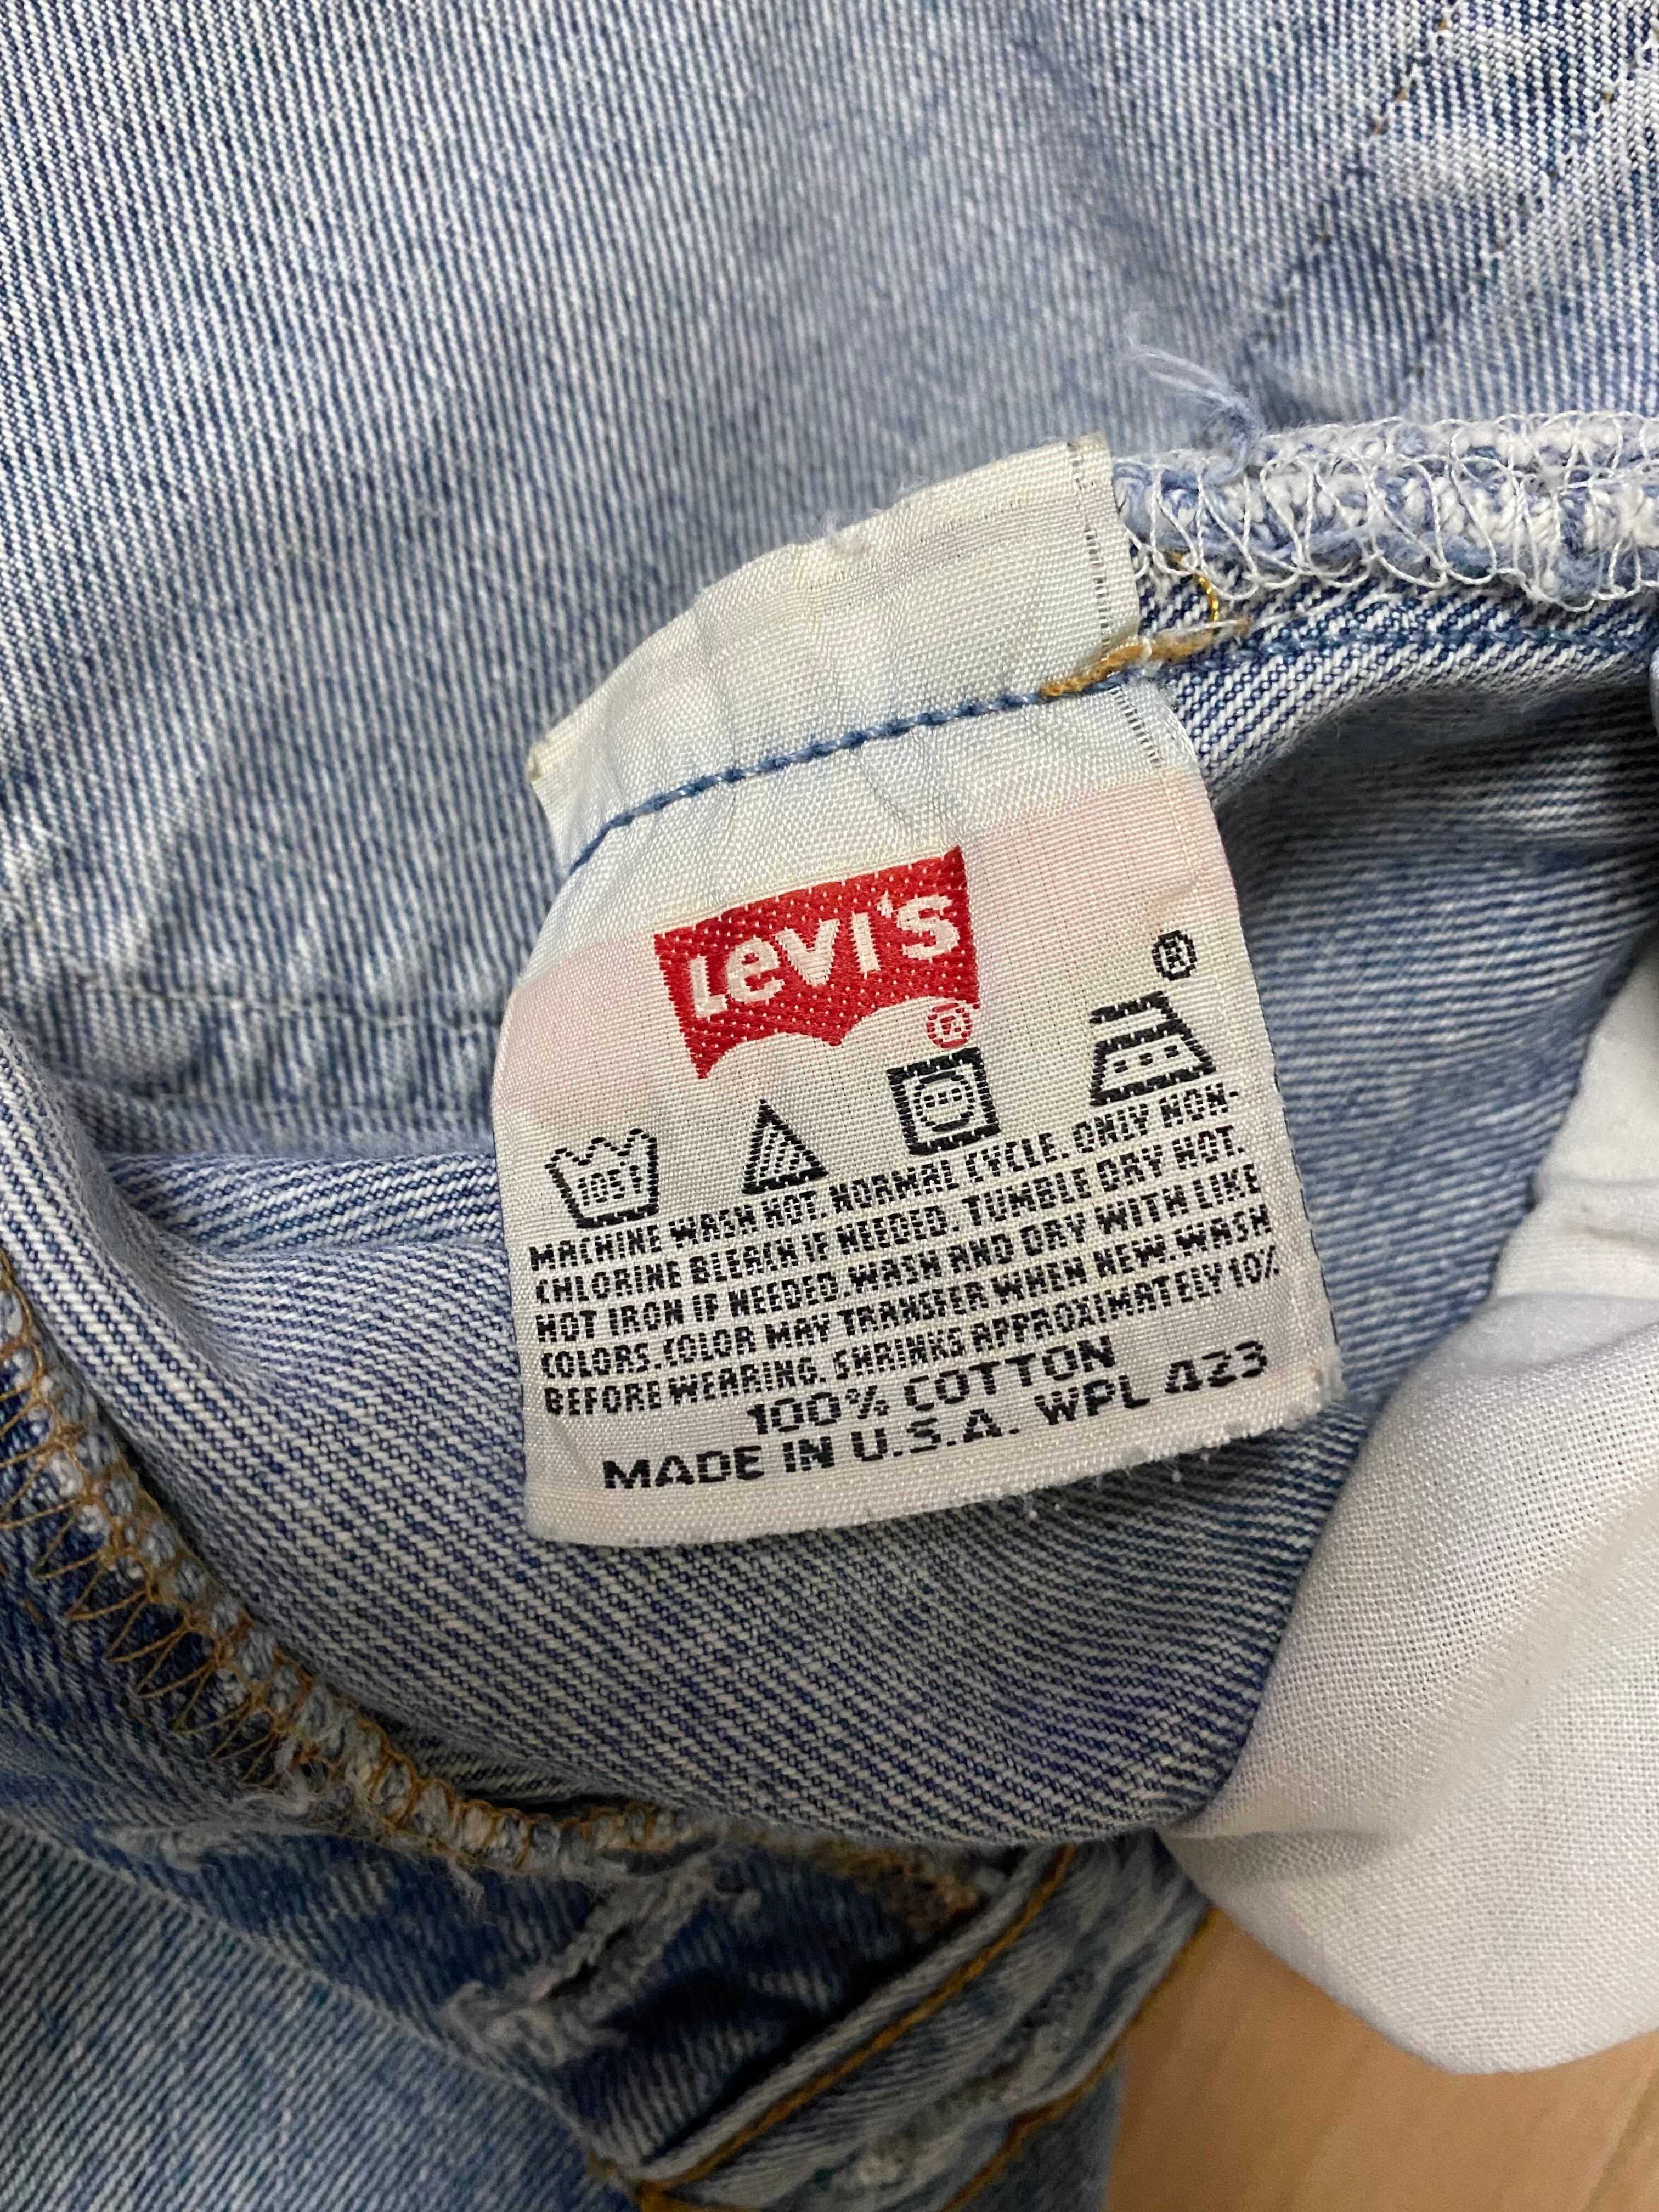 LEVI'S
®
®
105F
MACHINE WASH HOT. NORMAL CYCLE. ONLY NON-
CHLORINE BLEACH IF NEEDED. TUMBLE DRY HOT.
HOT IRON IF NEEDED. WASH AND DRY WITH LIKE
COLORS. COLOR MAY TRANSFER WHEN NEW. WASH
BEFORE WEARING. SHRINKS APPROXIMATELY 10%
100% COTTON
MADE IN U.S.A. WPL 423